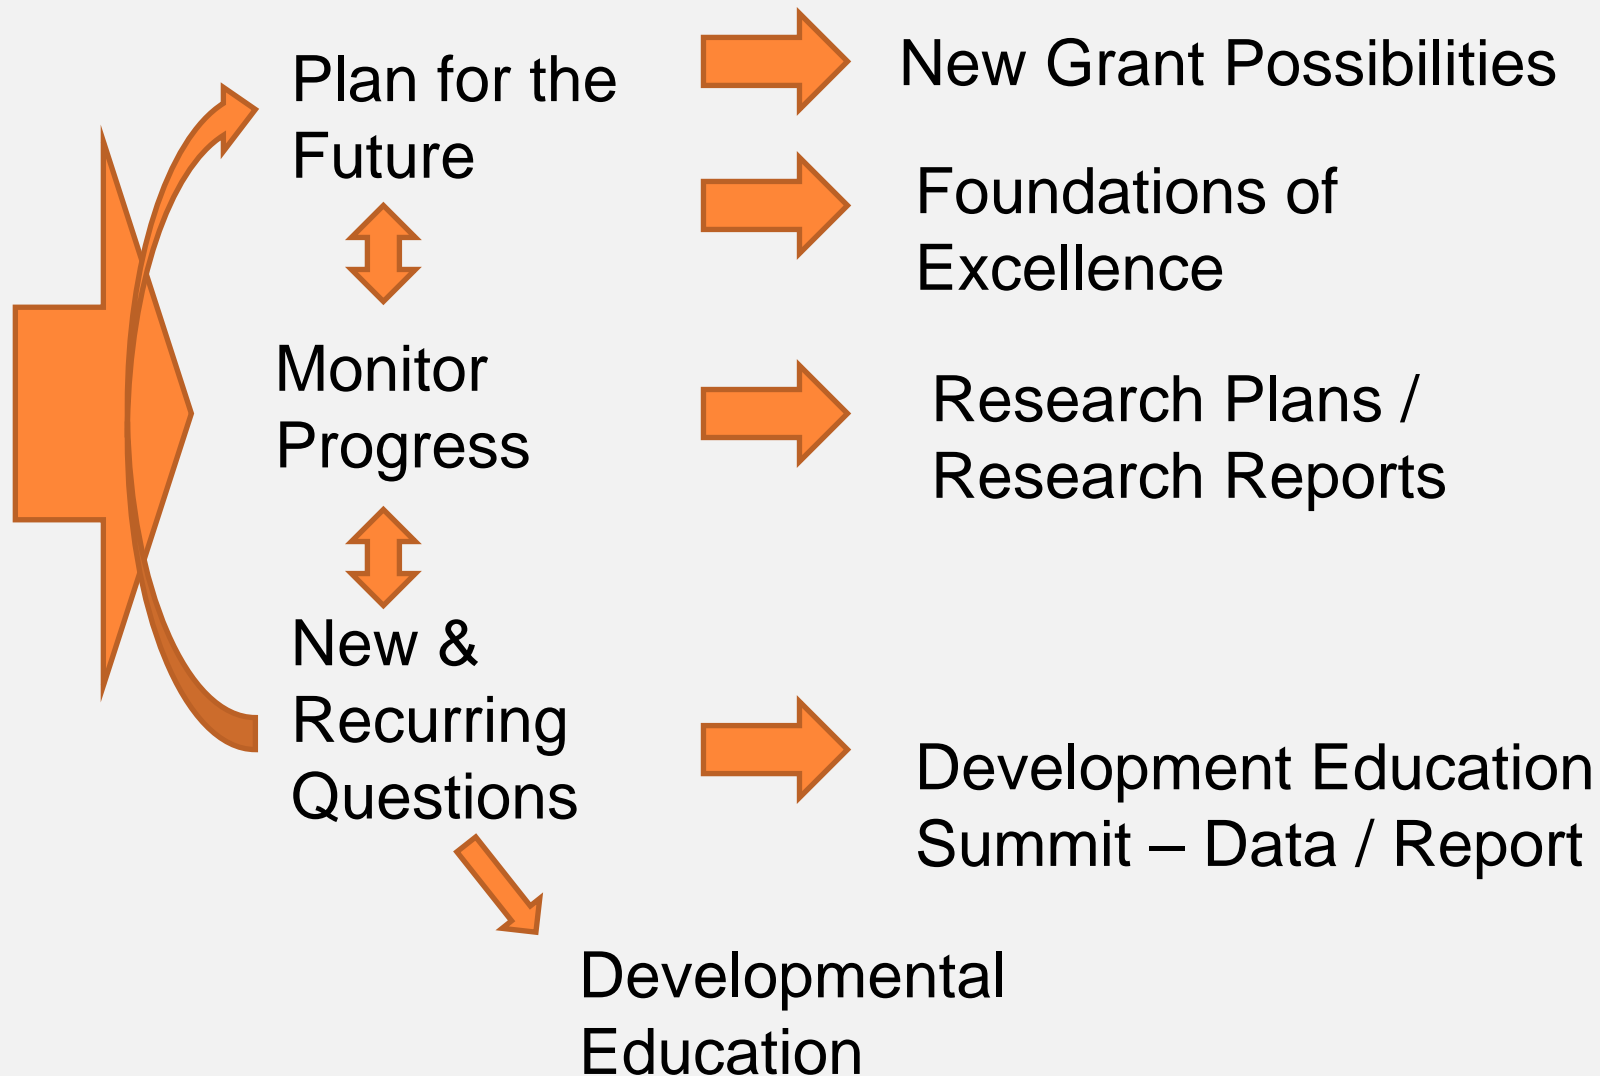 Plan for the
Future
New Grant Possibilities
Foundations of
Excellence
Monitor
Progress
Research Plans /
Research Reports
New &
Recurring
Questions
Development Education
Summit – Data / Report
Developmental
Education